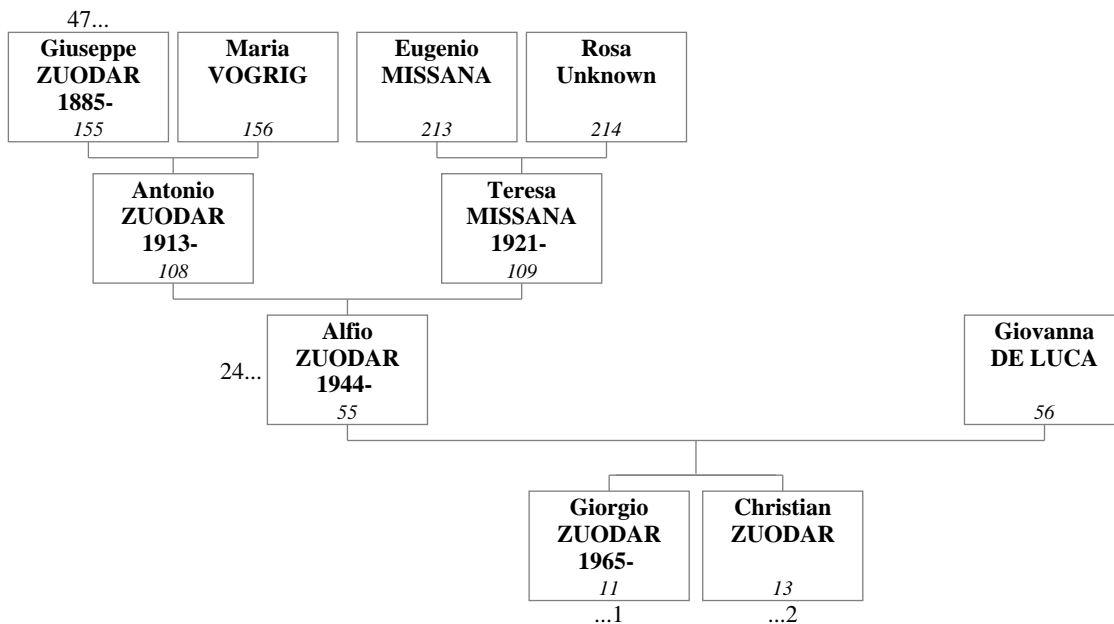 47...
Giuseppe
ZUODAR
1885-
155
Maria
VOGRIG
156
Eugenio
MISSANA
213
Rosa
Unknown
214
Antonio
ZUODAR
1913-
108
Teresa
MISSANA
1921-
109
24...
Alfio
ZUODAR
1944-
55
Giovanna
DE LUCA
56
Giorgio
ZUODAR
1965-
11
...1
Christian
ZUODAR
13
...2